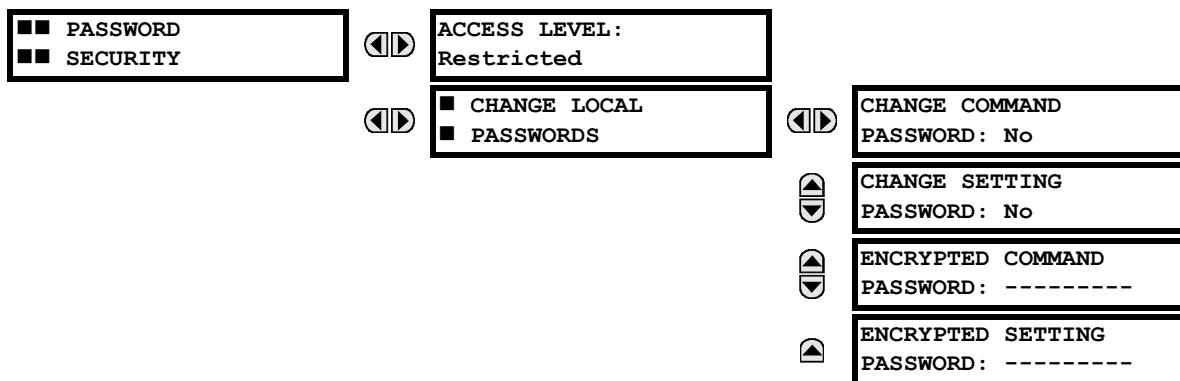 ■■ PASSWORD
■■ SECURITY
ACCESS LEVEL:
Restricted
■ CHANGE LOCAL
■ PASSWORDS
CHANGE COMMAND
PASSWORD: No
CHANGE SETTING
PASSWORD: No
ENCRYPTED COMMAND
PASSWORD: ---------
ENCRYPTED SETTING
PASSWORD: ---------